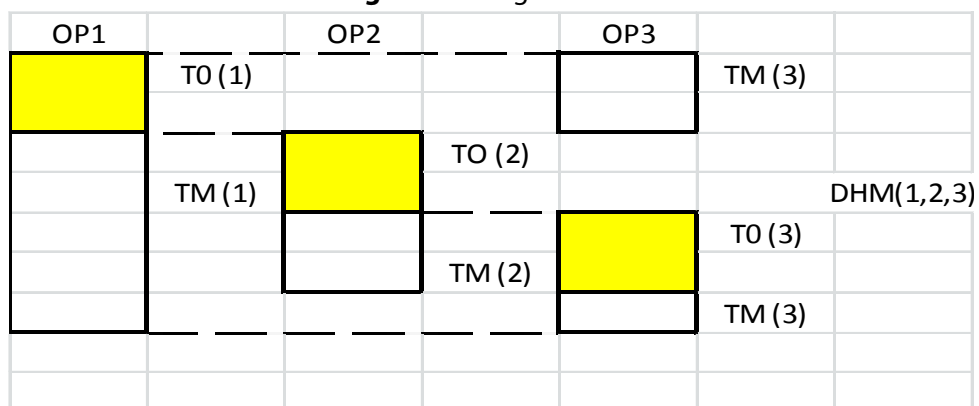 OP1 OP2 OP3
T0 (1) TM (3)
TO (2)
TM (1) DHM(1,2,3)
T0 (3)
TM (2)
TM (3)